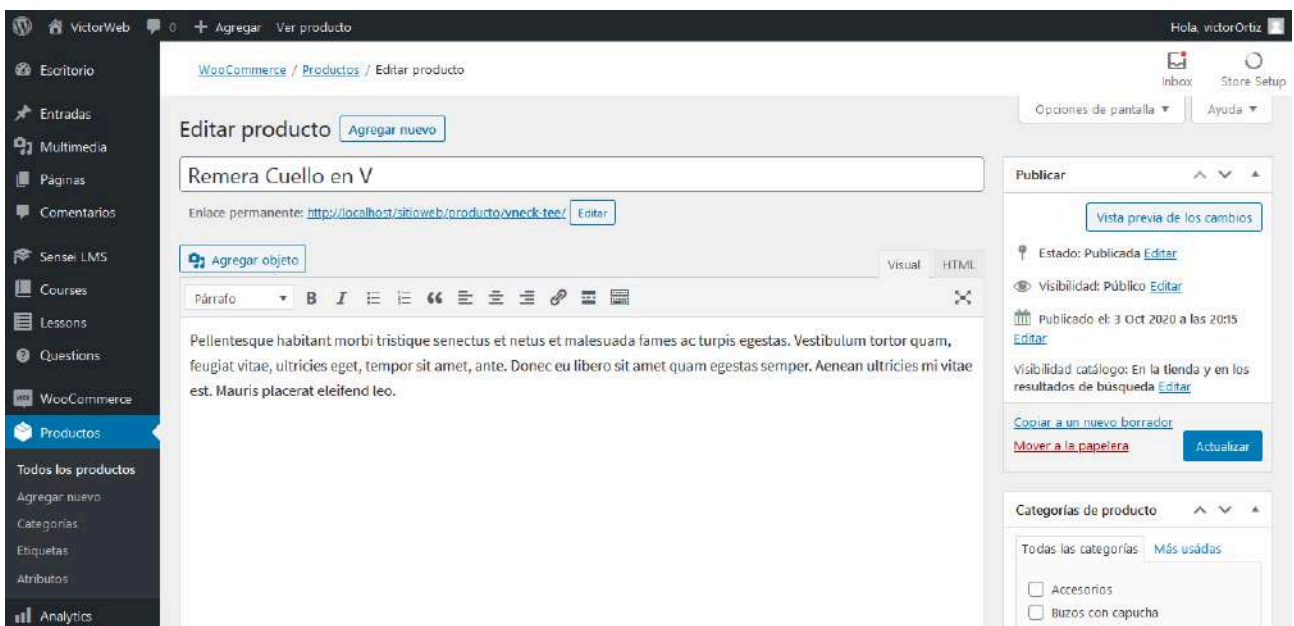 VictorWeb 0 + Agregar Ver producto Hola, victorOrtiz
Escritorio
Entradas
Multimedia
Páginas
Comentarios
Sensei LMS
Courses
Lessons
Questions
WooCommerce
Productos
Todos los productos
Agregar nuevo
Categorías
Etiquetas
Atributos
Analytics
WooCommerce / Productos / Editar producto
Inbox Store Setup
Opciones de pantalla Ayuda
Editar producto Agregar nuevo
Remera Cuello en V
Enlace permanente: http://localhost/sitioweb/producto/vneck-tee/ Editar
Agregar objeto
Visual HTML
Párrafo B I
Pellentesque habitant morbi tristique senectus et netus et malesuada fames ac turpis egestas. Vestibulum tortor quam,
feugiat vitae, ultricies eget, tempor sit amet, ante. Donec eu libero sit amet quam egestas semper. Aenean ultricies mi vitae
est. Mauris placerat eleifend leo.
Publicar
Vista previa de los cambios
Estado: Publicada Editar
Visibilidad: Público Editar
Publicado el: 3 Oct 2020 a las 20:15
Editar
Visibilidad catálogo: En la tienda y en los
resultados de búsqueda Editar
Copiar a un nuevo borrador
Mover a la papelera Actualizar
Categorías de producto
Todas las categorías Más usádas
Accesorios
Buzos con capucha